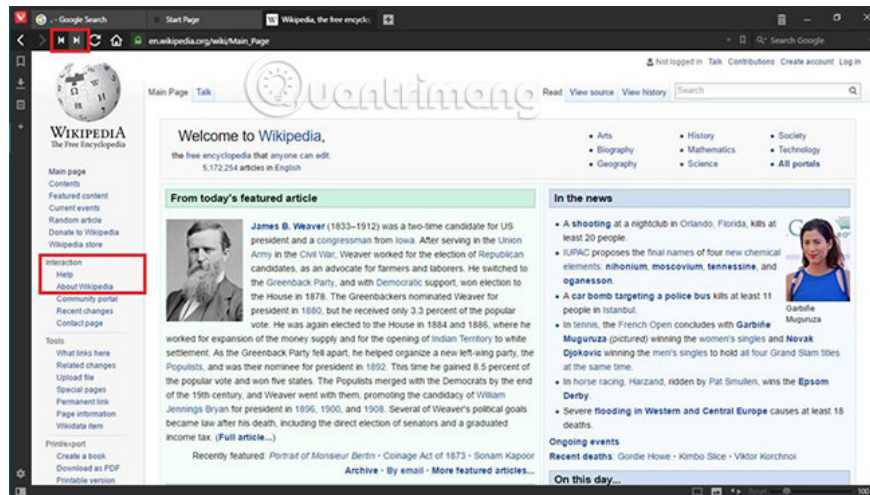 . - Google Search
Start Page
Wikipedia, the free encyclo
en.wikipedia.org/wiki/Main_Page
Search Google
Not logged in Talk Contributions Create account Log in
Main Page Talk
Read View source View history Search
Quantrimang
WIKIPEDIA
The Free Encyclopedia
Main page
Contents
Featured content
Current events
Random article
Donate to Wikipedia
Wikipedia store
Interaction
Help
About Wikipedia
Community portal
Recent changes
Contact page
Tools
What links here
Related changes
Upload file
Special pages
Permanent link
Page information
Wikidata item
Print/export
Create a book
Download as PDF
Printable version
Welcome to Wikipedia,
the free encyclopedia that anyone can edit.
5,172,254 articles in English
• Arts
• Biography
• Geography
• History
• Mathematics
• Science
• Society
• Technology
• All portals
From today's featured article
James B. Weaver (1833–1912) was a two-time candidate for US
president and a congressman from Iowa. After serving in the Union
Army in the Civil War, Weaver worked for the election of Republican
candidates, as an advocate for farmers and laborers. He switched to
the Greenback Party, and with Democratic support, won election to
the House in 1878. The Greenbackers nominated Weaver for
president in 1880, but he received only 3.3 percent of the popular
vote. He was again elected to the House in 1884 and 1886, where he
worked for expansion of the money supply and for the opening of Indian Territory to white
settlement. As the Greenback Party fell apart, he helped organize a new left-wing party, the
Populists, and was their nominee for president in 1892. This time he gained 8.5 percent of
the popular vote and won five states. The Populists merged with the Democrats by the end
of the 19th century, and Weaver went with them, promoting the candidacy of William
Jennings Bryan for president in 1896, 1900, and 1908. Several of Weaver's political goals
became law after his death, including the direct election of senators and a graduated
income tax. (Full article...)
Recently featured: Portrait of Monsieur Bertin • Coinage Act of 1873 • Sonam Kapoor
Archive • By email • More featured articles...
In the news
• A shooting at a nightclub in Orlando, Florida, kills at
least 20 people.
• IUPAC proposes the final names of four new chemical
elements: nihonium, moscovium, tennessine, and
oganesson.
• A car bomb targeting a police bus kills at least 11
people in Istanbul.
• In tennis, the French Open concludes with Garbiñe
Muguruza (pictured) winning the women's singles and Novak
Djokovic winning the men's singles to hold all four Grand Slam titles
at the same time.
• In horse racing, Harzand, ridden by Pat Smullen, wins the Epsom
Derby.
• Severe flooding in Western and Central Europe causes at least 18
deaths.
Garbiñe
Muguruza
Ongoing events
Recent deaths: Gordie Howe • Kimbo Slice • Viktor Korchnoi
On this day...
Reset
100